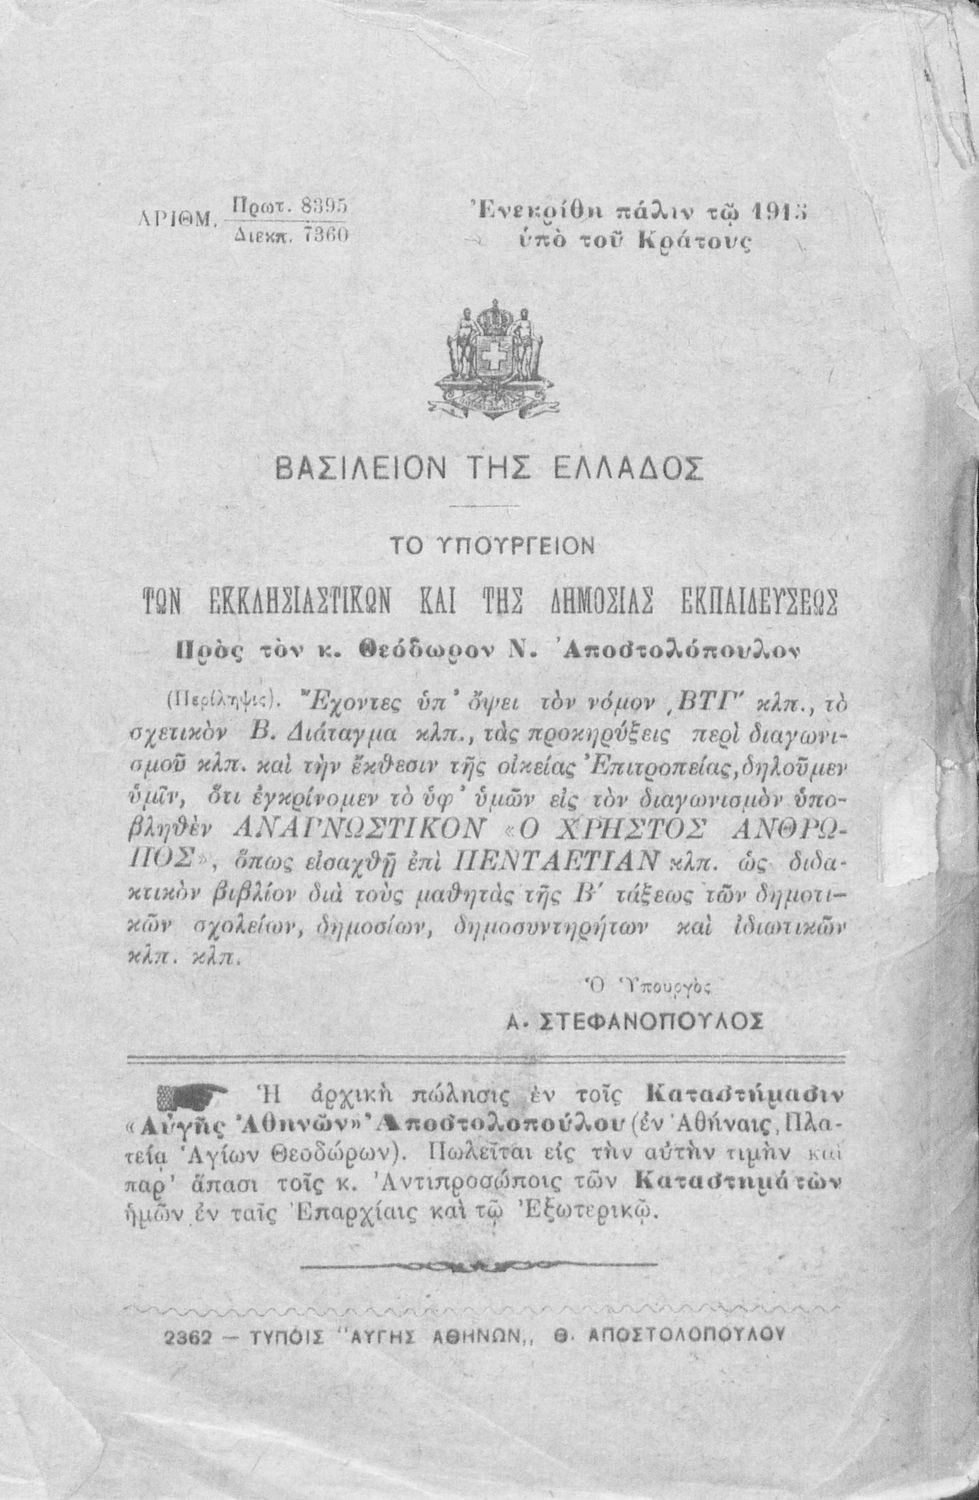 ΑΡΙΘΜ. Πρωτ. 8395
Διεκπ. 7360
Ἐνεκρίθη πάλιν τῷ 1913
ὑπὸ τοῦ Κράτους
ΒΑΣΙΛΕΙΟΝ ΤΗΣ ΕΛΛΑΔΟΣ
ΤΟ ΥΠΟΥΡΓΕΙΟΝ
ΤΩΝ ΕΚΚΛΗΣΙΑΣΤΙΚΩΝ ΚΑΙ ΤΗΣ ΔΗΜΟΣΙΑΣ ΕΚΠΑΙΔΕΥΣΕΩΣ
Πρὸς τὸν κ. Θεόδωρον Ν. Ἀποστολόπουλον
(Περίληψις). Ἔχοντες ὑπ' ὄψει τὸν νόμον ͵ΒΤΓ' κλπ., τὸ
σχετικὸν Β. Διάταγμα κλπ., τὰς προκηρύξεις περὶ διαγωνι-
σμοῦ κλπ. καὶ τὴν ἔκθεσιν τῆς οἰκείας Ἐπιτροπείας, δηλοῦμεν
ὑμῖν, ὅτι ἐγκρίνομεν τὸ ὑφ' ὑμῶν εἰς τὸν διαγωνισμὸν ὑπο-
βληθὲν ΑΝΑΓΝΩΣΤΙΚΟΝ «Ο ΧΡΗΣΤΟΣ ΑΝΘΡΩ-
ΠΟΣ», ὅπως εἰσαχθῇ ἐπὶ ΠΕΝΤΑΕΤΙΑΝ κλπ. ὡς διδα-
κτικὸν βιβλίον διὰ τοὺς μαθητὰς τῆς Β' τάξεως τῶν δημοτι-
κῶν σχολείων, δημοσίων, δημοσυντηρήτων καὶ ἰδιωτικῶν
κλπ. κλπ.
Ὁ Ὑπουργὸς
Α. ΣΤΕΦΑΝΟΠΟΥΛΟΣ
Ἡ ἀρχικὴ πώλησις ἐν τοῖς Καταστήμασιν
«Αὐγῆς Ἀθηνῶν» Ἀποστολοπούλου (ἐν Ἀθήναις, Πλα-
τεῖα Ἁγίων Θεοδώρων). Πωλεῖται εἰς τὴν αὐτὴν τιμὴν καὶ
παρ' ἅπασι τοῖς κ. Ἀντιπροσώποις τῶν Καταστημάτων
ἡμῶν ἐν ταῖς Ἐπαρχίαις καὶ τῷ Ἐξωτερικῷ.
2362 — ΤΥΠΟΙΣ "ΑΥΓΗΣ ΑΘΗΝΩΝ,, Θ. ΑΠΟΣΤΟΛΟΠΟΥΛΟΥ